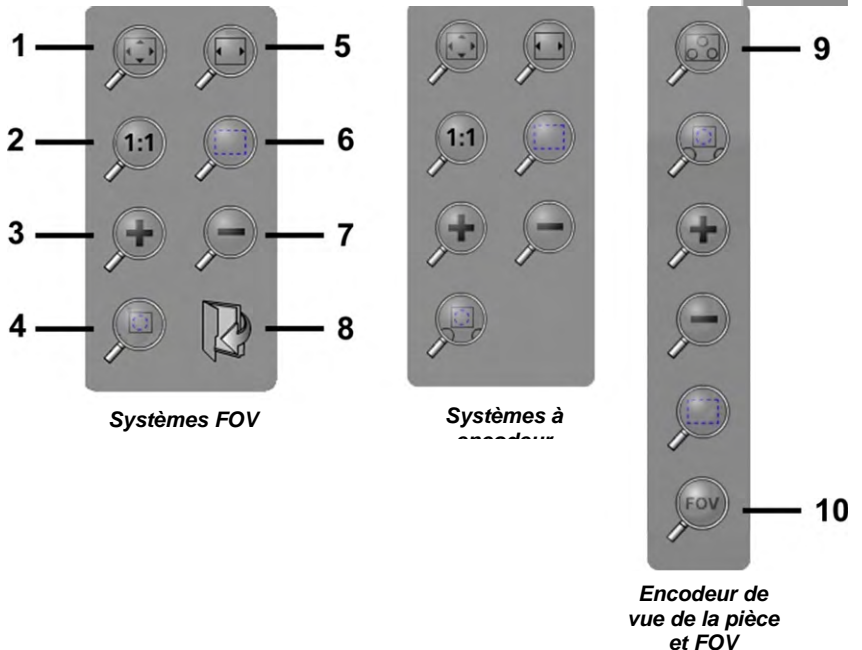 1
5
9
2
1:1
6
1:1
3
7
4
8
FOV
10
Systèmes FOV
Systèmes à
Encodeur de
vue de la pièce
et FOV